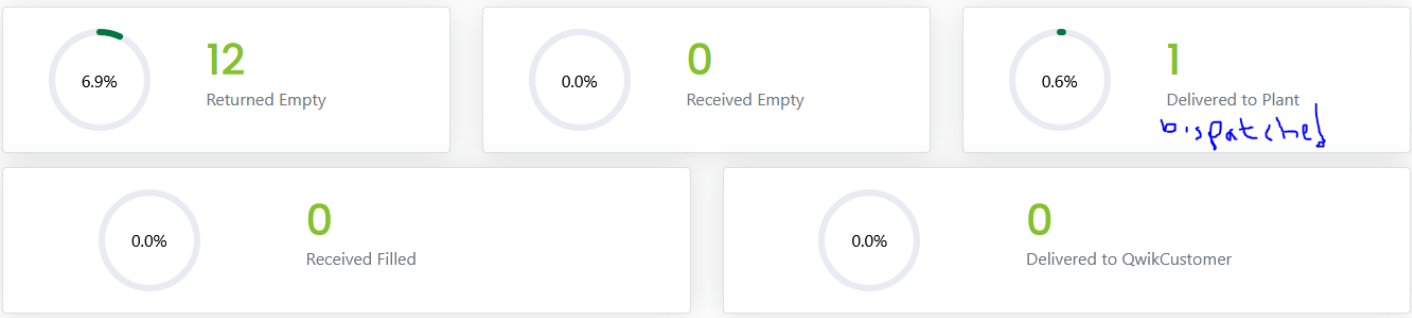 12
6.9%
Returned Empty
0
0.0%
Received Empty
1
0.6%
Delivered to Plant
Dispatched
0
0.0%
Received Filled
0
0.0%
Delivered to QwikCustomer